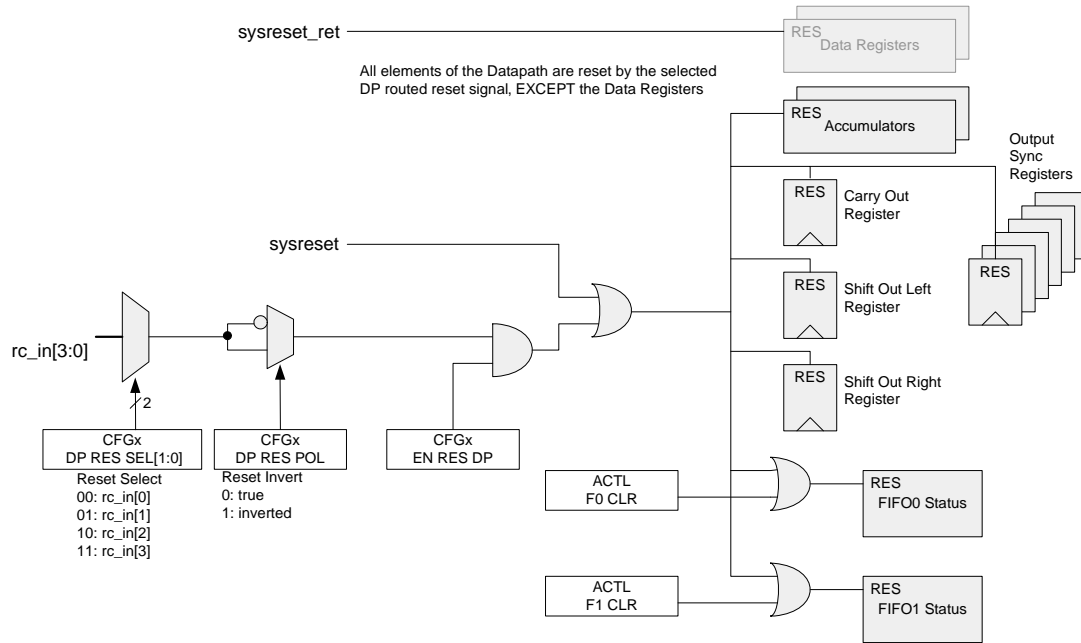 sysreset_ret
RES
Data Registers
All elements of the Datapath are reset by the selected
DP routed reset signal, EXCEPT the Data Registers
RES
Accumulators
Output
Sync
Registers
RES
Carry Out
Register
sysreset
RES
Shift Out Left
Register
RES
rc_in[3:0]
RES
Shift Out Right
Register
2
CFGx
DP RES SEL[1:0]
CFGx
DP RES POL
CFGx
EN RES DP
Reset Select
00: rc_in[0]
01: rc_in[1]
10: rc_in[2]
11: rc_in[3]
Reset Invert
0: true
1: inverted
ACTL
F0 CLR
RES
FIFO0 Status
ACTL
F1 CLR
RES
FIFO1 Status